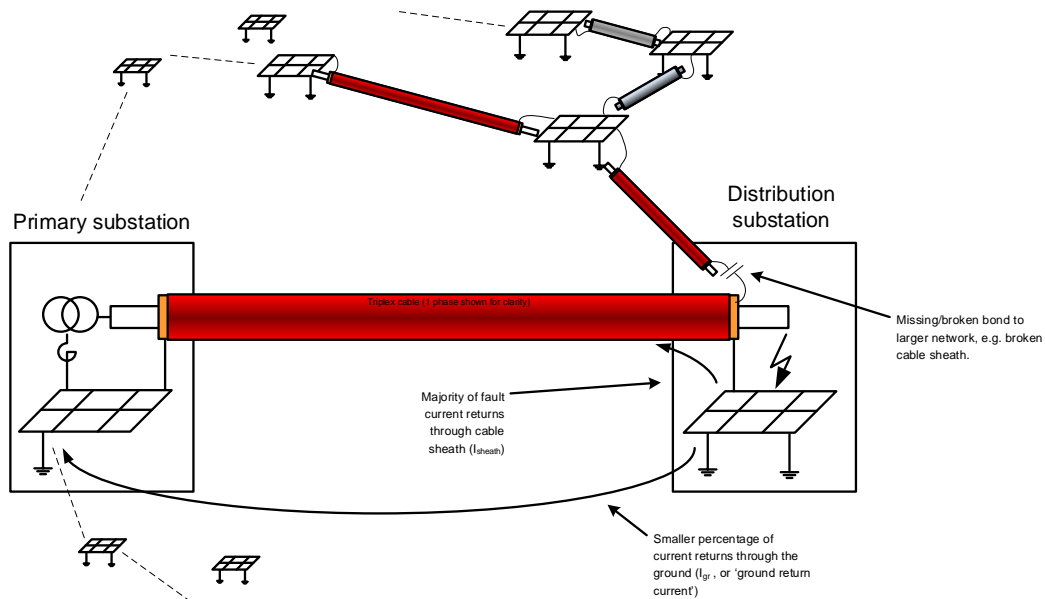 Primary substation
Distribution
substation
Triplex cable (1 phase shown for clarity)
Missing/broken bond to
larger network, e.g. broken
cable sheath.
Majority of fault
current returns
through cable
sheath (Isheath)
Smaller percentage of
current returns through the
ground (Igr , or ‘ground return
current’)